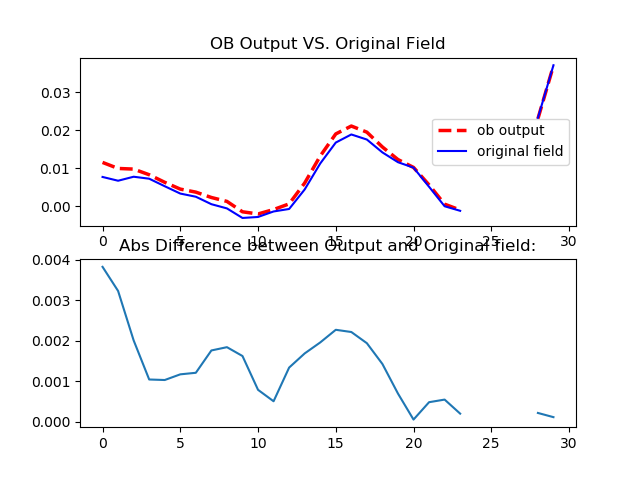 OB Output VS. Original Field
0.03
0.02
0.01
0.00
ob output
original field
0 5 10 15 20 25 30
Abs Difference between Output and Original field:
0.004
0.003
0.002
0.001
0.000
0 5 10 15 20 25 30